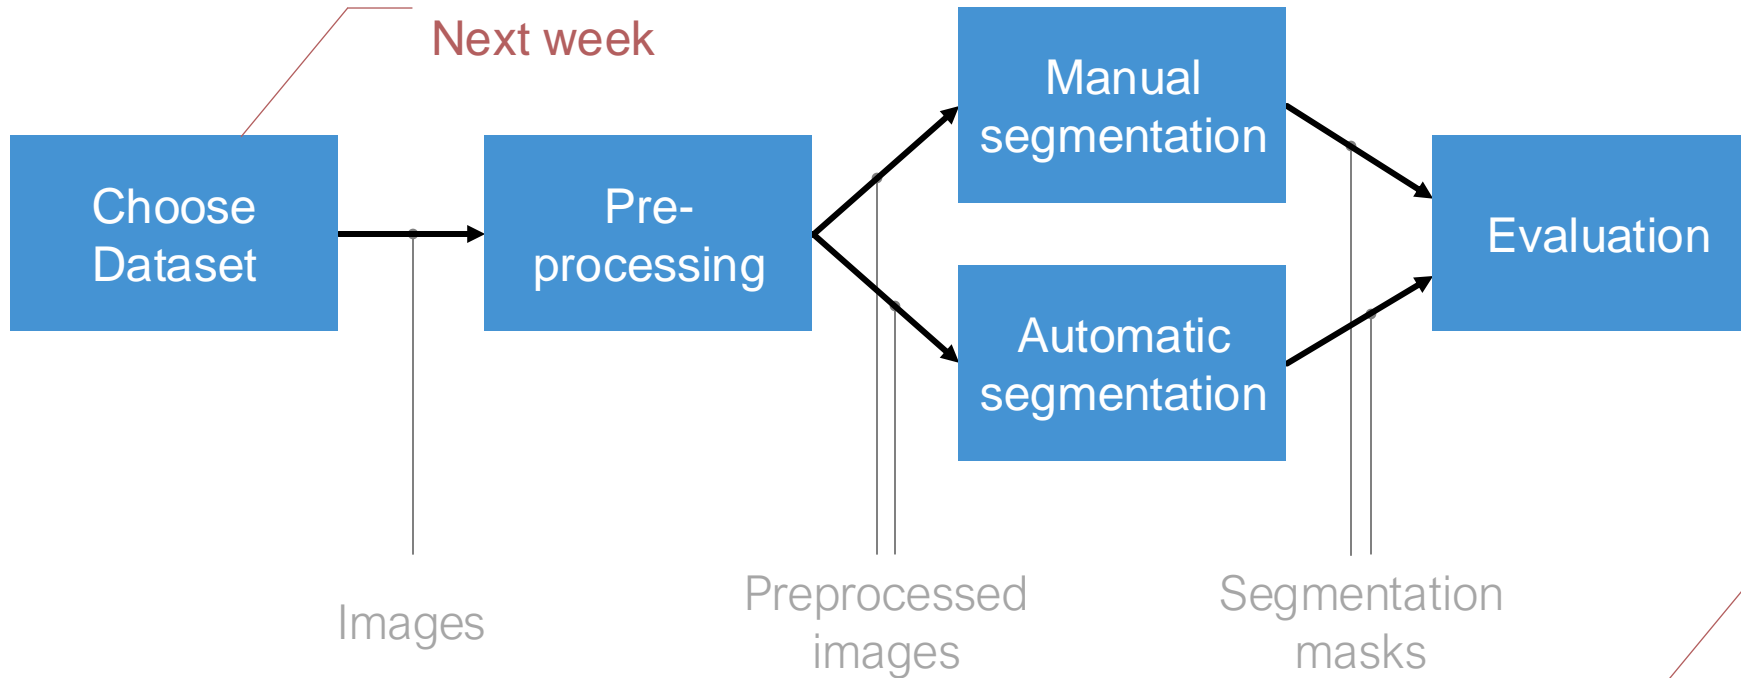 Next week
Choose
Dataset
Pre-
processing
Manual
segmentation
Automatic
segmentation
Evaluation
Images
Preprocessed
images
Segmentation
masks